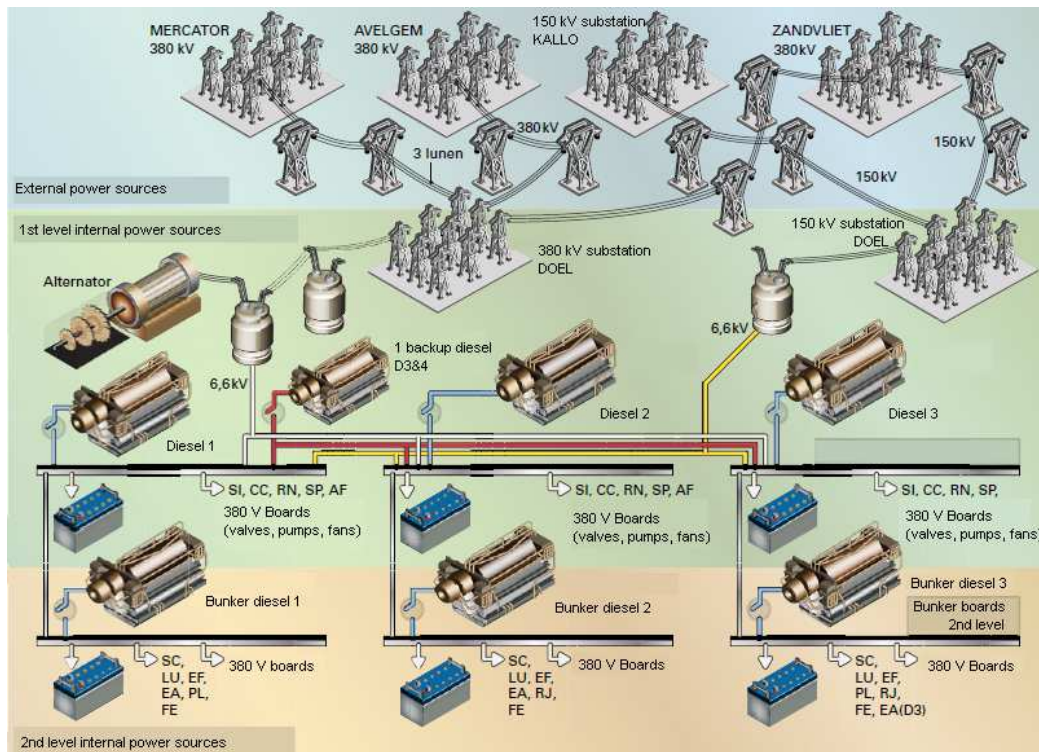 MERCATOR
380 kV
AVELGEM
380 kV
150 kV substation
KALLO
ZANDVLIET
380kV
380kV
3 lunen
150kV
150kV
External power sources
1st level internal power sources
380 kV substation
DOEL
150 kV substation
DOEL
Alternator
6,6kV
6,6kV
1 backup diesel
D3&4
Diesel 1
Diesel 2
Diesel 3
SI, CC, RN, SP, AF
380 V Boards
(valves, pumps, fans)
SI, CC, RN, SP, AF
380 V Boards
(valves, pumps, fans)
SI, CC, RN, SP,
380 V Boards
(valves, pumps, fans)
Bunker diesel 1
Bunker diesel 2
Bunker diesel 3
Bunker boards
2nd level
SC,
LU, EF,
EA, PL,
FE
380 V boards
SC,
LU, EF,
EA, RJ,
FE
380 V Boards
SC,
LU, EF,
PL, RJ,
FE, EA(D3)
380 V Boards
2nd level internal power sources